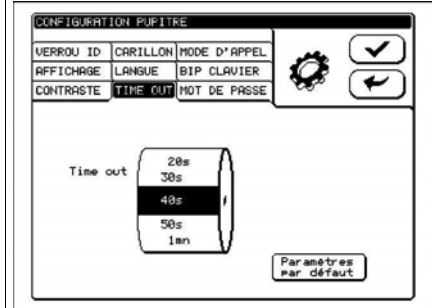 CONFIGURATION PUPITRE
VERROU ID CARILLON MODE D'APPEL
AFFICHAGE LANGUE BIP CLAVIER
CONTRASTE TIME OUT MOT DE PASSE
20s
Time out
30s
40s
50s
1mn
Paramètres
par défaut